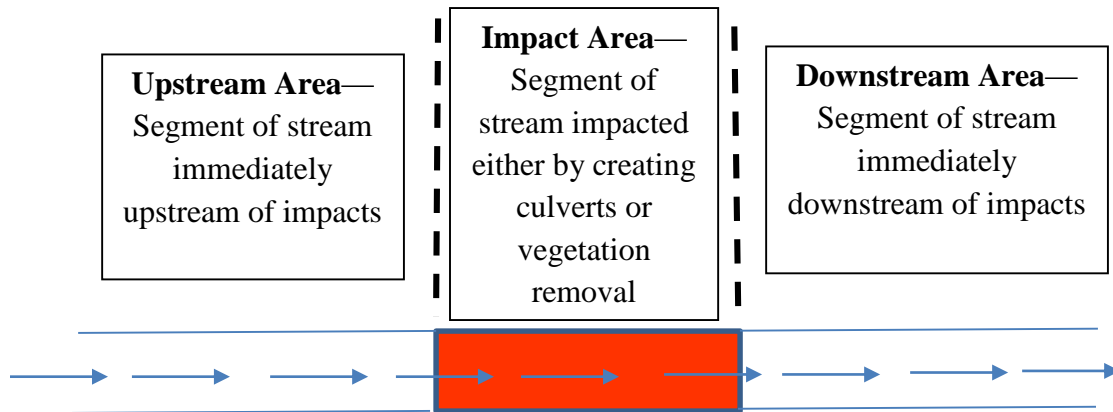 Upstream Area—
Segment of stream
immediately
upstream of impacts
Impact Area—
Segment of
stream impacted
either by creating
culverts or
vegetation
removal
Downstream Area—
Segment of stream
immediately
downstream of impacts